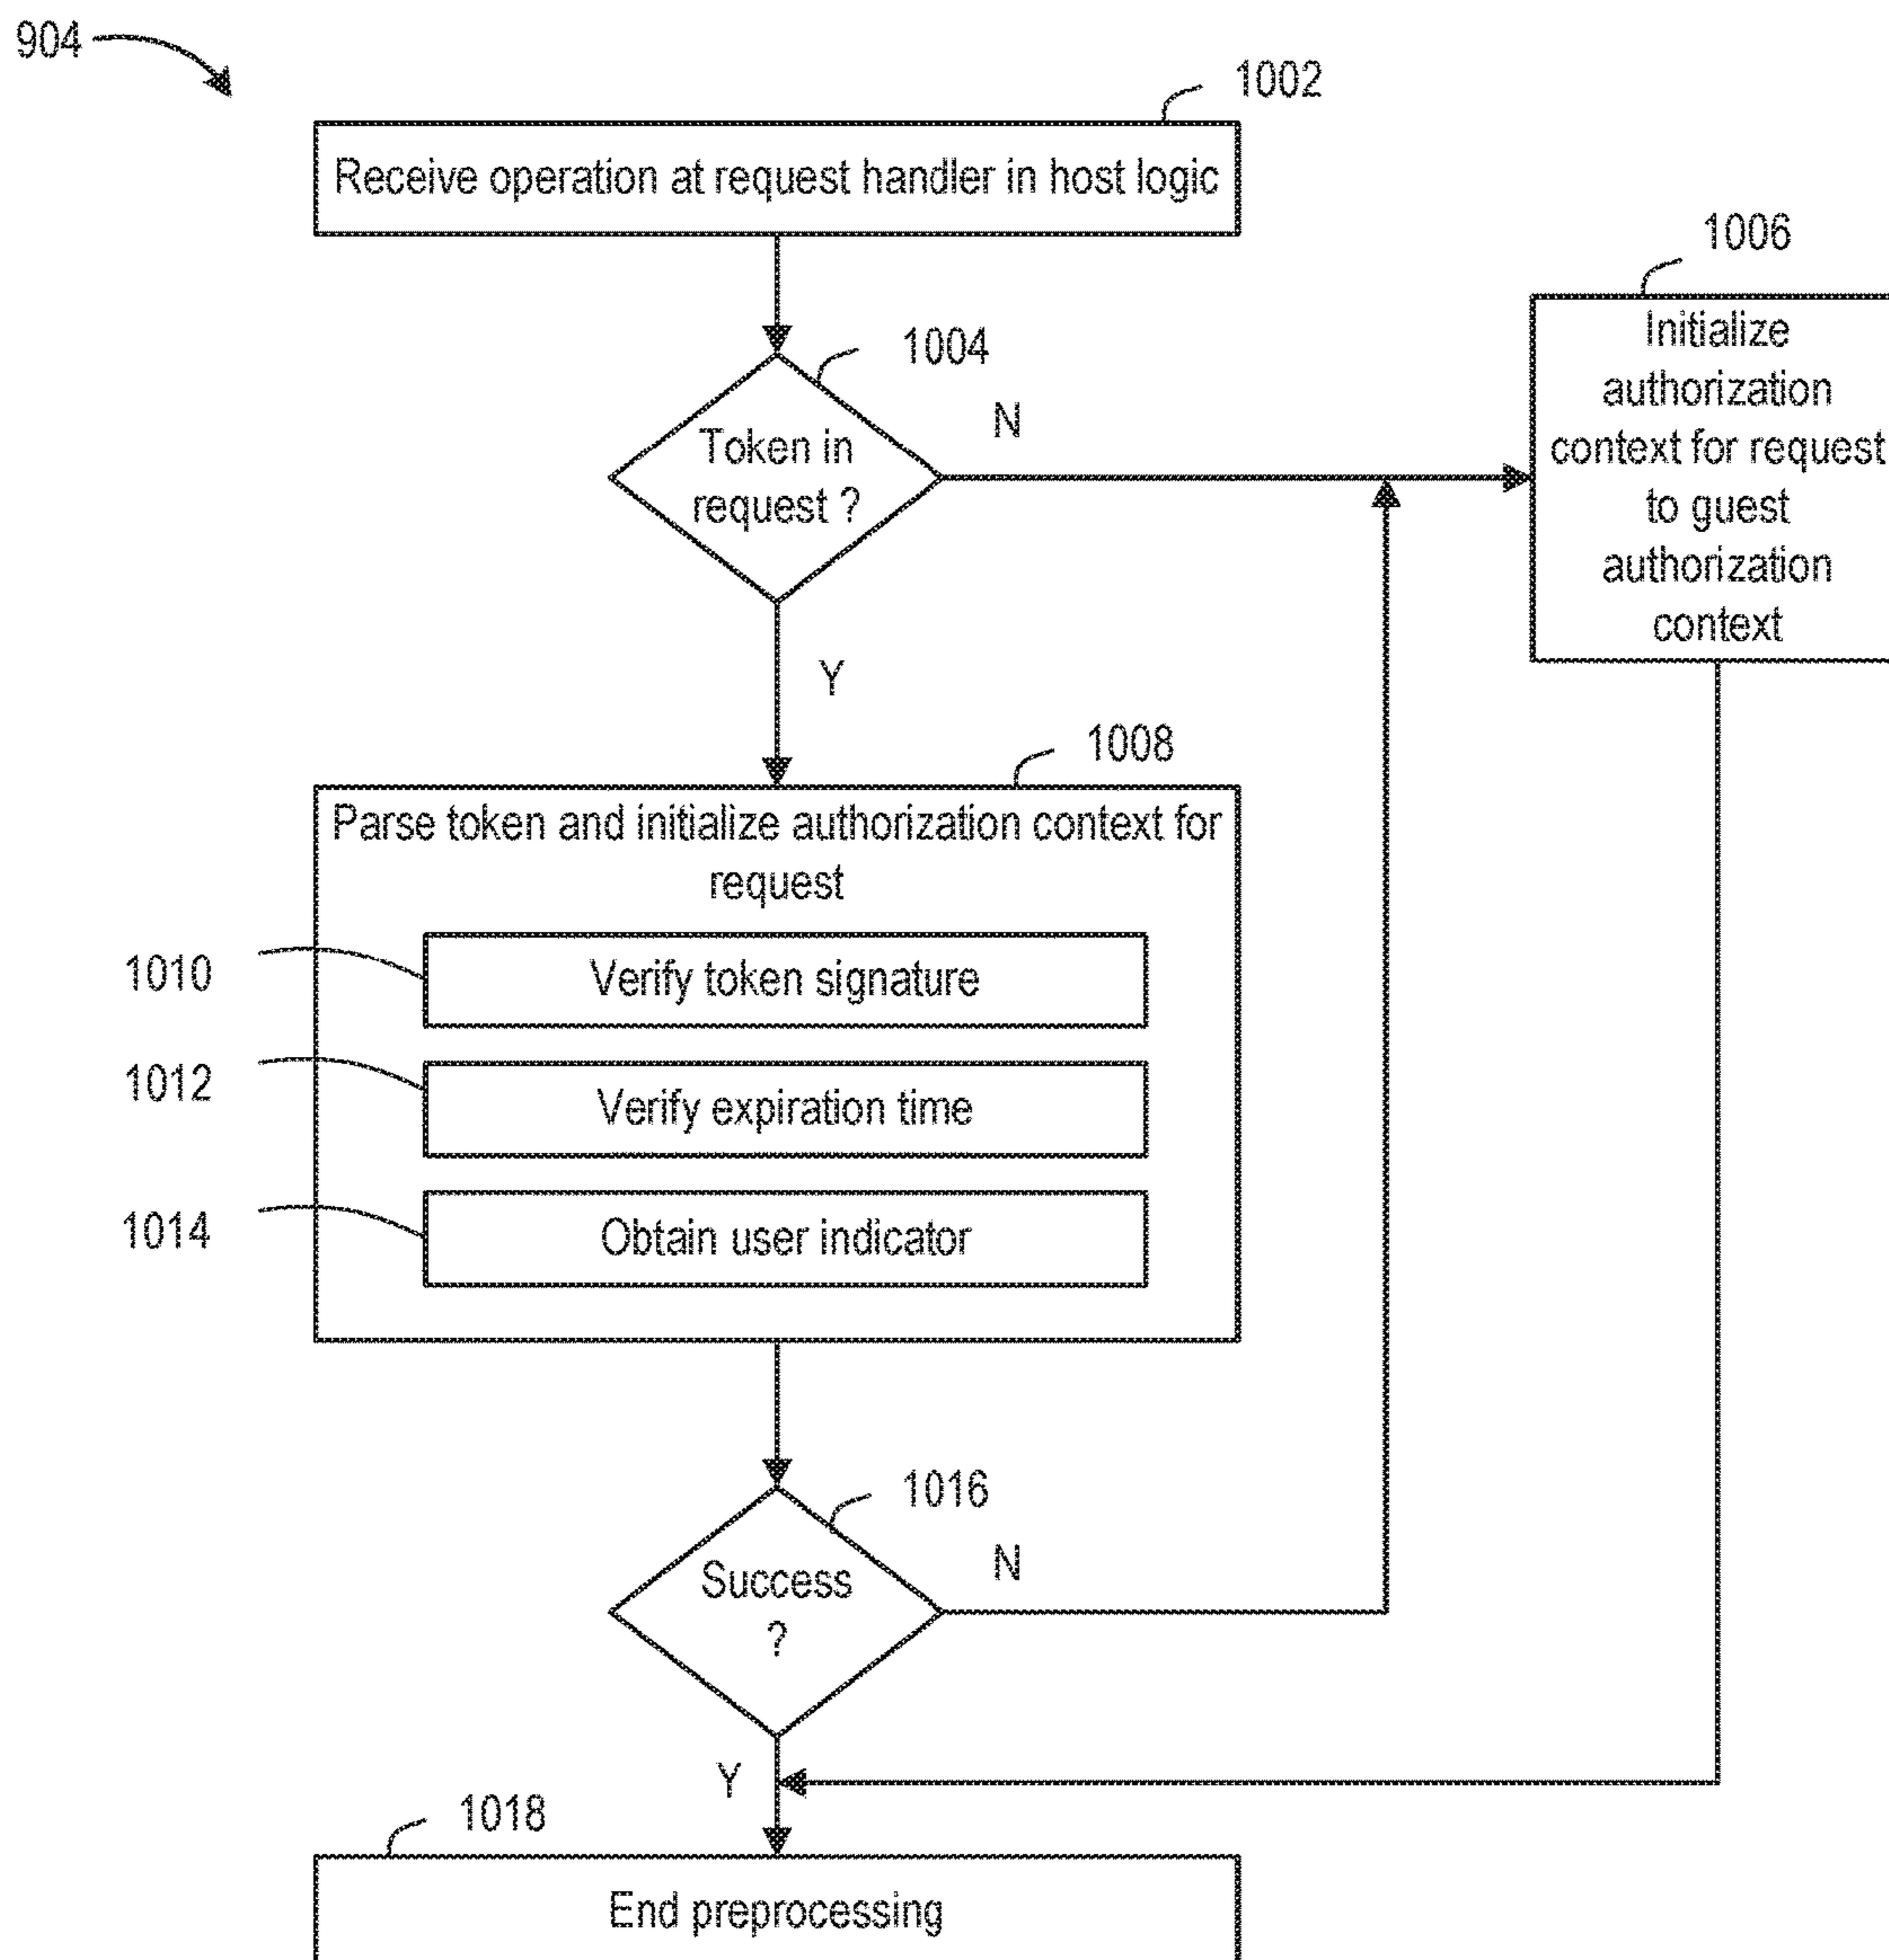 904
1002
Receive operation at request handler in host logic
1006
Initialize
authorization
context for request
to guest
authorization
context
1004
N
Token in
request ?
Y
1008
Parse token and initialize authorization context for
request
1010
Verify token signature
1012
Verify expiration time
1014
Obtain user indicator
1016
N
Success
?
Y
1018
End preprocessing